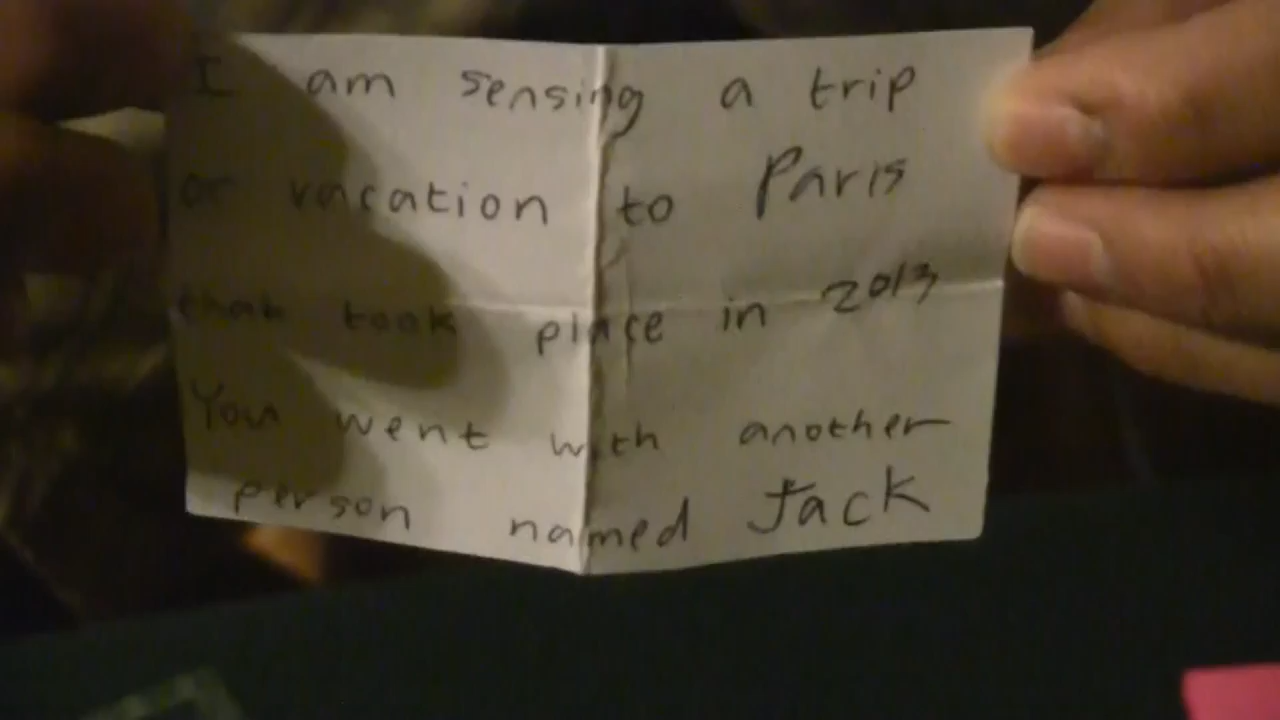 I am sensing a trip
or vacation to Paris
that took place in 2013
You went with another
person named Jack